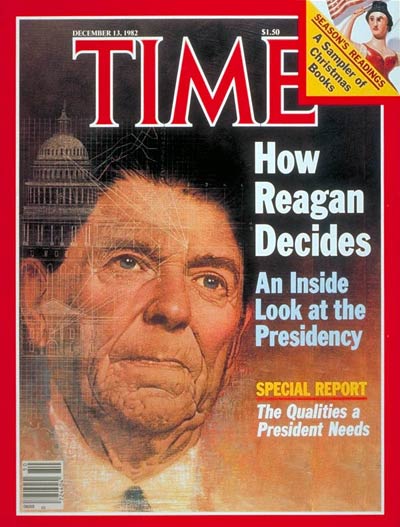 DECEMBER 13, 1982
$1.50
TIME
SEASON'S READINGS
A Sampler of
Christmas
Books
How
Reagan
Decides
An Inside
Look at the
Presidency
SPECIAL REPORT
The Qualities a
President Needs